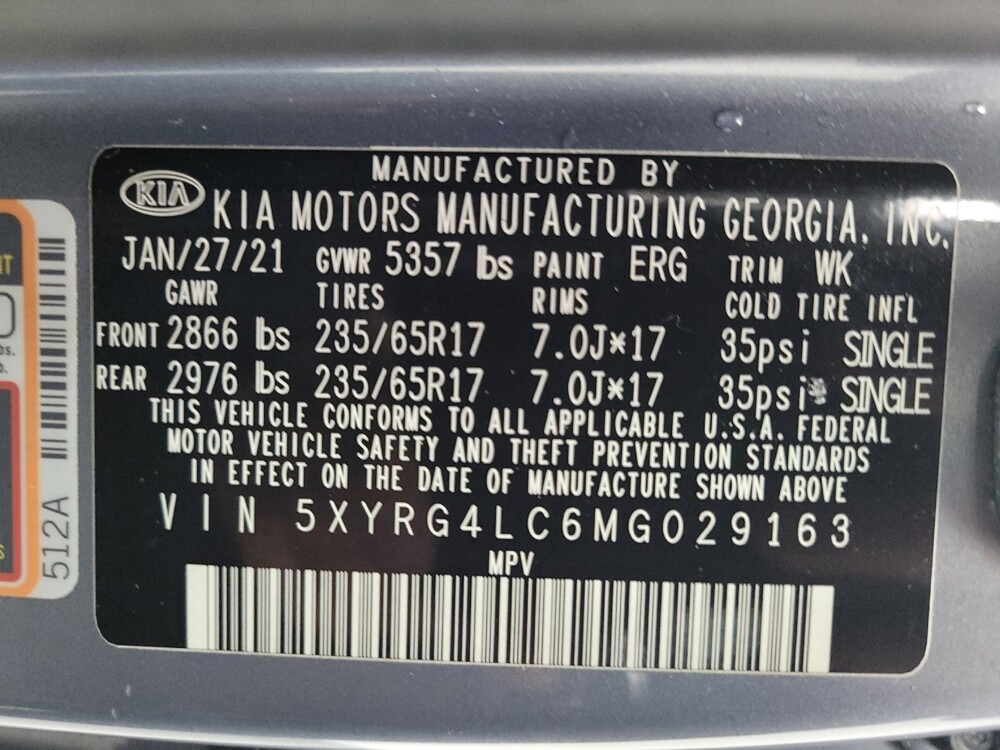 MANUFACTURED BY
KIA
KIA MOTORS MANUFACTURING GEORGIA, INC.
JAN/27/21 GVWR 5357 lbs PAINT ERG TRIM WK
GAWR TIRES RIMS COLD TIRE INFL
FRONT 2866 lbs 235/65R17 7.0J*17 35psi SINGLE
REAR 2976 lbs 235/65R17 7.0J*17 35psi SINGLE
THIS VEHICLE CONFORMS TO ALL APPLICABLE U.S.A. FEDERAL
MOTOR VEHICLE SAFETY AND THEFT PREVENTION STANDARDS
IN EFFECT ON THE DATE OF MANUFACTURE SHOWN ABOVE
VIN 5XYRG4LC6MG029163
MPV
512A